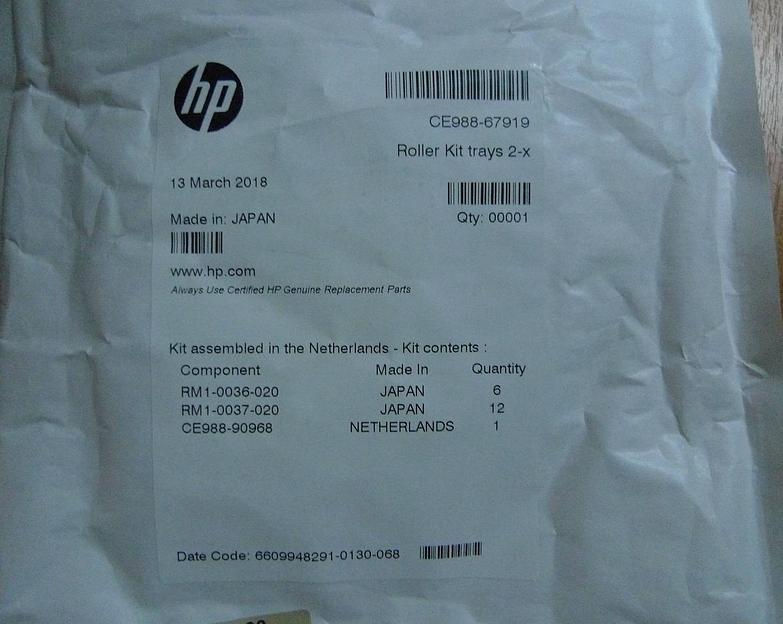 hp
CE988-67919
Roller Kit trays 2-x
13 March 2018
Made in: JAPAN
Qty: 00001
www.hp.com
Always Use Certified HP Genuine Replacement Parts
Kit assembled in the Netherlands - Kit contents :
Component Made In Quantity
RM1-0036-020 JAPAN 6
RM1-0037-020 JAPAN 12
CE988-90968 NETHERLANDS 1
Date Code: 6609948291-0130-068